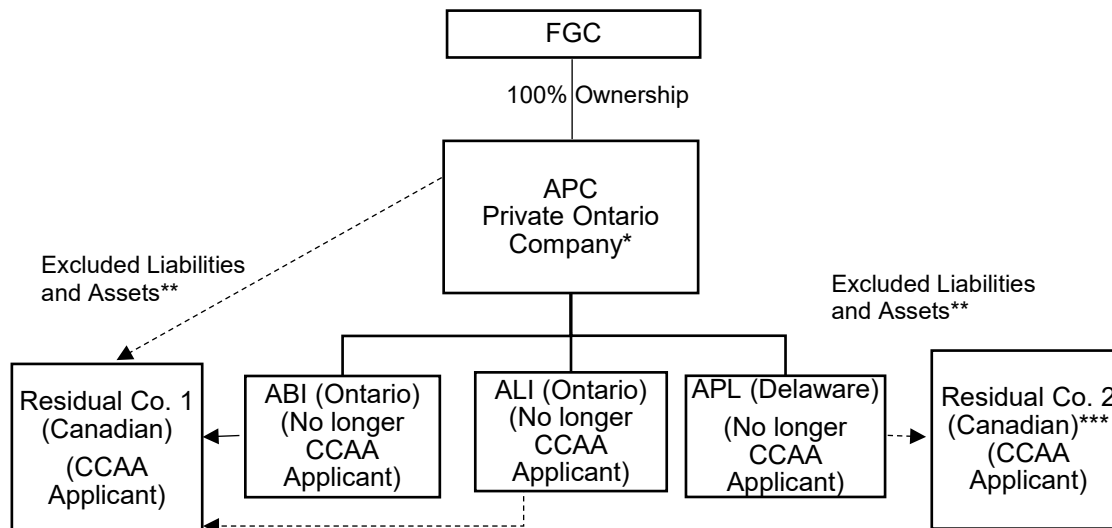 FGC
100% Ownership
APC
Private Ontario
Company*
Excluded Liabilities
and Assets**
Excluded Liabilities
and Assets**
Residual Co. 1
(Canadian)
(CCAA
Applicant)
ABI (Ontario)
(No longer
CCAA
Applicant)
ALI (Ontario)
(No longer
CCAA
Applicant)
APL (Delaware)
(No longer
CCAA
Applicant)
Residual Co. 2
(Canadian)***
(CCAA
Applicant)